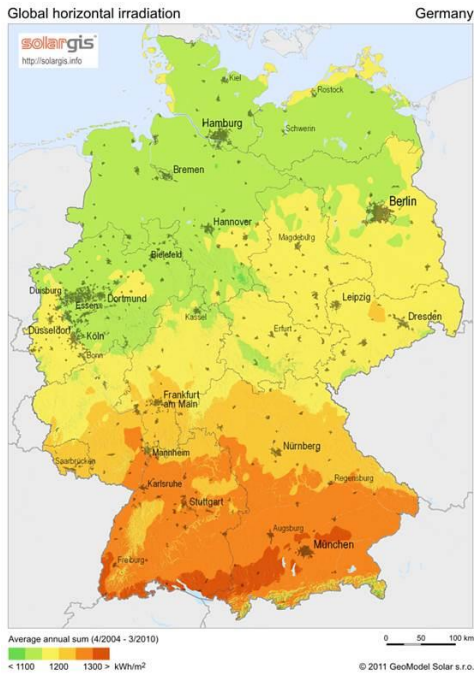 Global horizontal irradiation
Germany
solargis
http://solargis.info
Kiel
Rostock
Hamburg
Schwerin
Bremen
Berlin
Hannover
Magdeburg
Bielefeld
Duisburg
Essen
Dortmund
Leipzig
Kassel
Dresden
Düsseldorf
Köln
Erfurt
Bonn
Frankfurt
am Main
Nürnberg
Mannheim
Saarbrücken
Regensburg
Karlsruhe
Stuttgart
Augsburg
München
Freiburg
Average annual sum (4/2004 - 3/2010)
0 50 100 km
< 1100 1200 1300 > kWh/m²
© 2011 GeoModel Solar s.r.o.